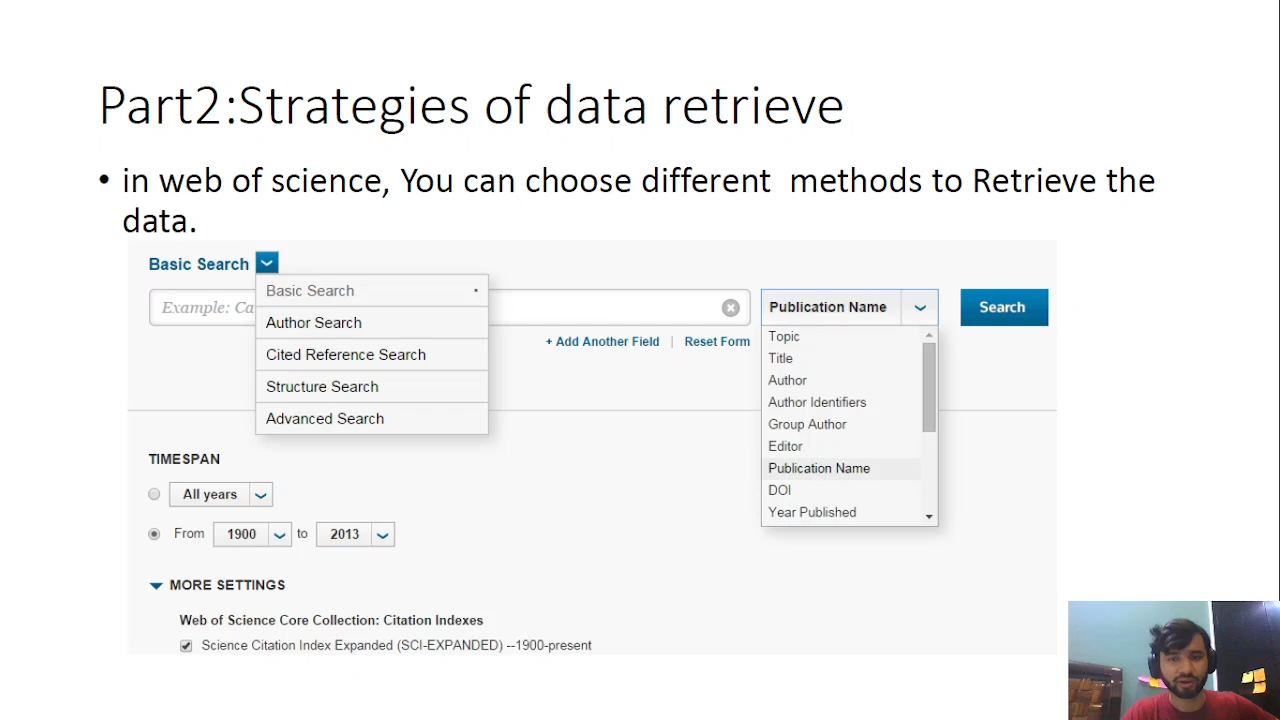 Part2:Strategies of data retrieve
• in web of science, You can choose different methods to Retrieve the
data.
Basic Search
Basic Search
Example: Ca
Author Search
Cited Reference Search
Structure Search
Advanced Search
Publication Name
Search
+ Add Another Field | Reset Form
Topic
Title
Author
Author Identifiers
Group Author
Editor
Publication Name
DOI
Year Published
TIMESPAN
All years
From 1900 to 2013
MORE SETTINGS
Web of Science Core Collection: Citation Indexes
Science Citation Index Expanded (SCI-EXPANDED) --1900-present